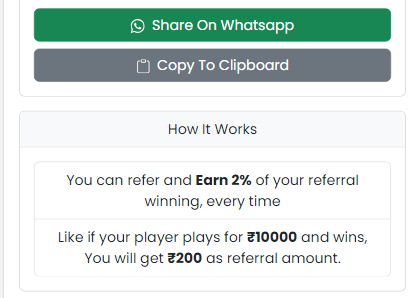 Share On Whatsapp
Copy To Clipboard
How It Works
You can refer and Earn 2% of your referral
winning, every time
Like if your player plays for ₹10000 and wins,
You will get ₹200 as referral amount.